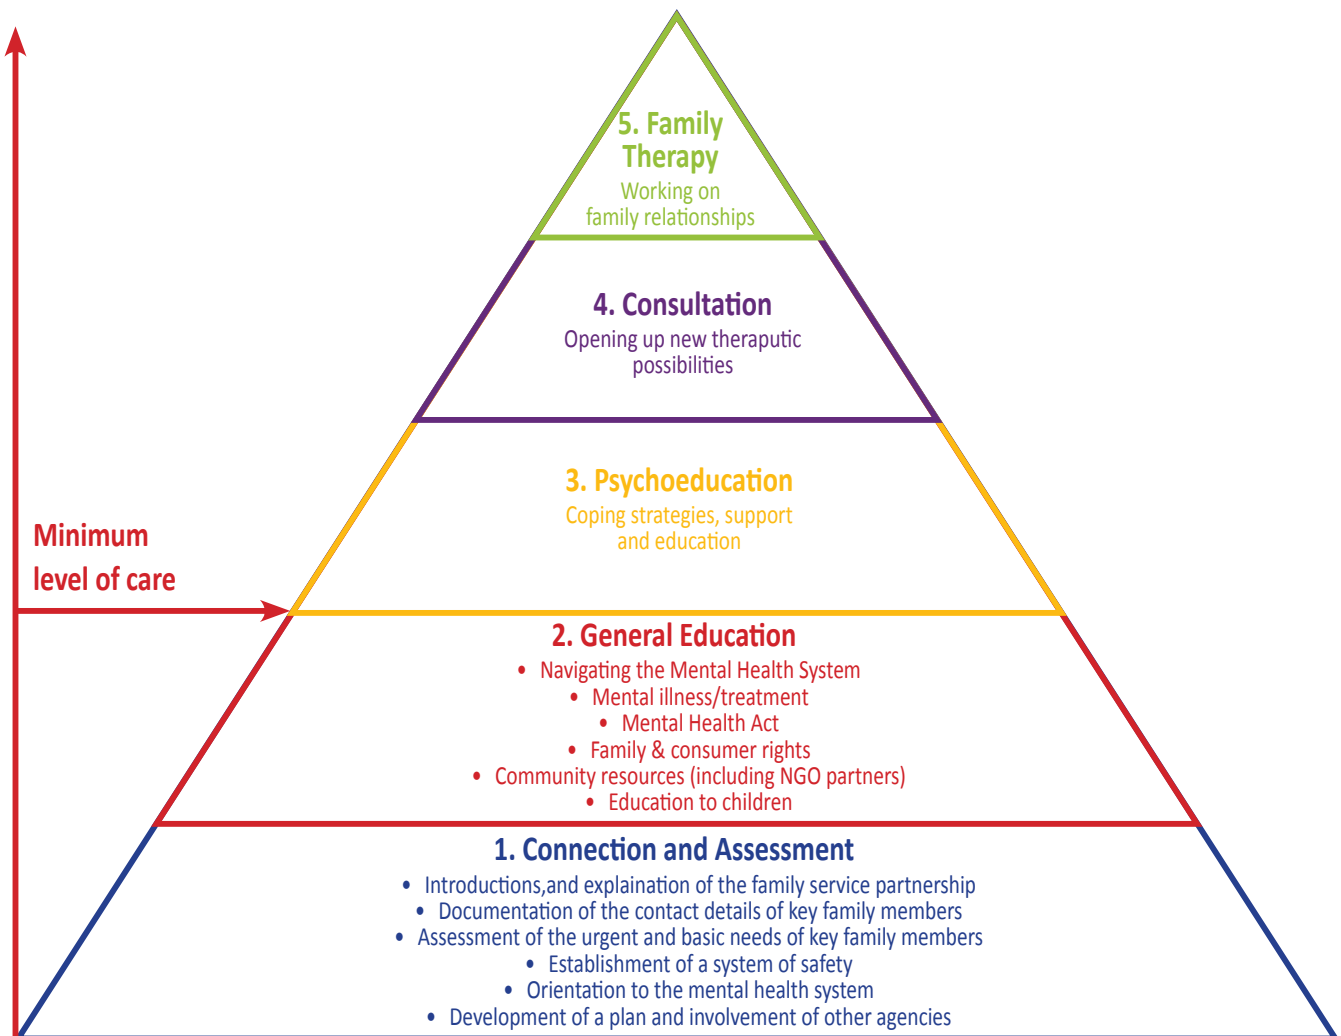 5. Family
Therapy
Working on
family relationships
4. Consultation
Opening up new theraputic
possibilities
3. Psychoeducation
Coping strategies, support
and education
Minimum
level of care
2. General Education
• Navigating the Mental Health System
• Mental illness/treatment
• Mental Health Act
• Family & consumer rights
• Community resources (including NGO partners)
• Education to children
1. Connection and Assessment
• Introductions,and explaination of the family service partnership
• Documentation of the contact details of key family members
• Assessment of the urgent and basic needs of key family members
• Establishment of a system of safety
• Orientation to the mental health system
• Development of a plan and involvement of other agencies